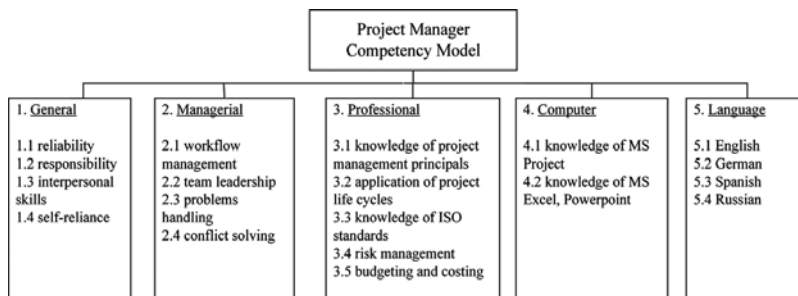 Project Manager
Competency Model
1. General
1.1 reliability
1.2 responsibility
1.3 interpersonal
skills
1.4 self-reliance
2. Managerial
2.1 workflow
management
2.2 team leadership
2.3 problems
handling
2.4 conflict solving
3. Professional
3.1 knowledge of project
management principals
3.2 application of project
life cycles
3.3 knowledge of ISO
standards
3.4 risk management
3.5 budgeting and costing
4. Computer
4.1 knowledge of MS
Project
4.2 knowledge of MS
Excel, Powerpoint
5. Language
5.1 English
5.2 German
5.3 Spanish
5.4 Russian